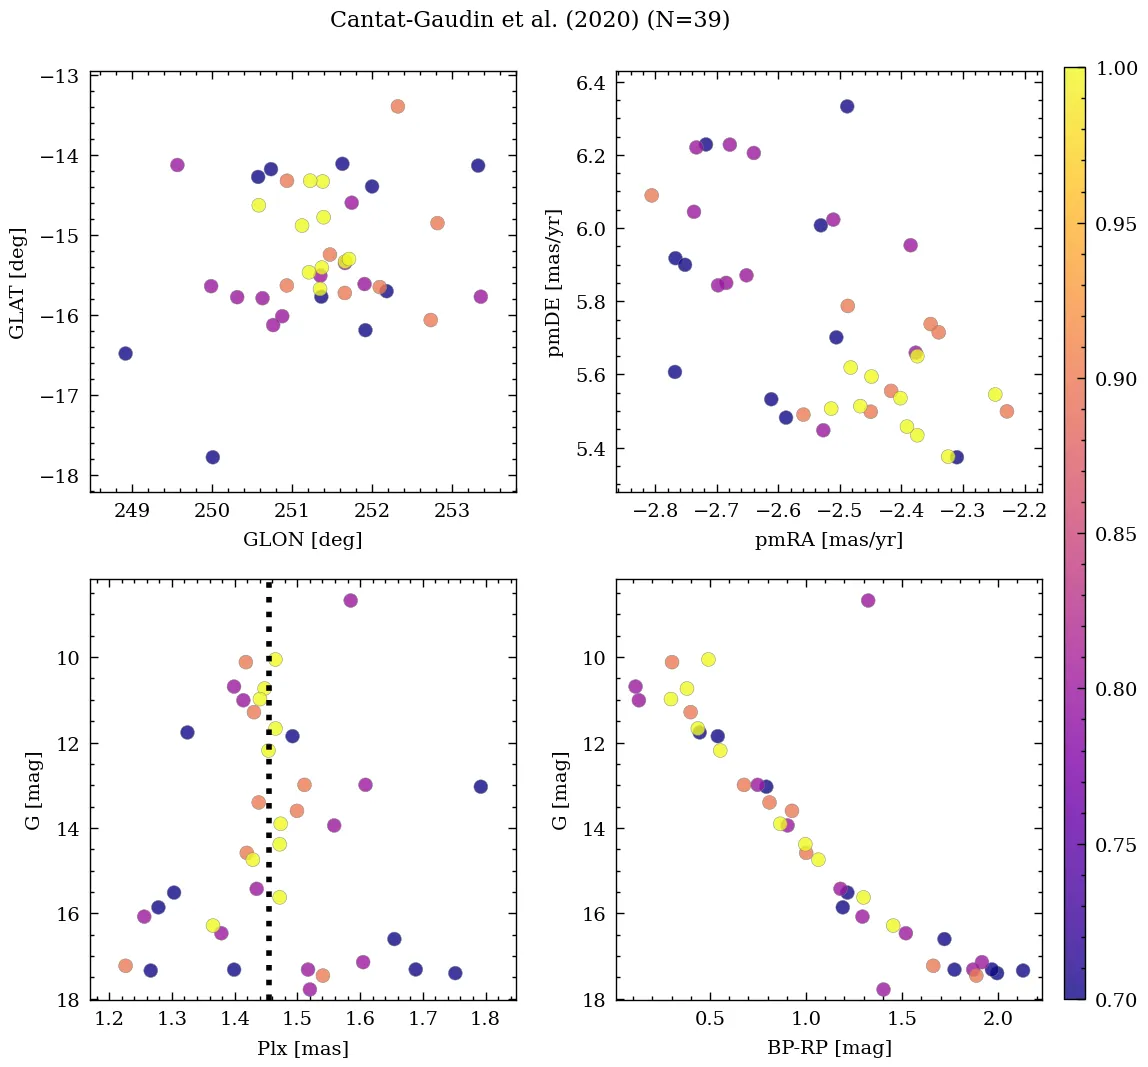 Cantat-Gaudin et al. (2020) (N=39)
−13
−14
−15
−16
−17
−18
GLAT [deg]
249 250 251 252 253
GLON [deg]
6.4
6.2
6.0
5.8
5.6
5.4
pmDE [mas/yr]
−2.8 −2.7 −2.6 −2.5 −2.4 −2.3 −2.2
pmRA [mas/yr]
10
12
14
16
18
G [mag]
1.2 1.3 1.4 1.5 1.6 1.7 1.8
Plx [mas]
10
12
14
16
18
G [mag]
0.5 1.0 1.5 2.0
BP-RP [mag]
1.00
0.95
0.90
0.85
0.80
0.75
0.70